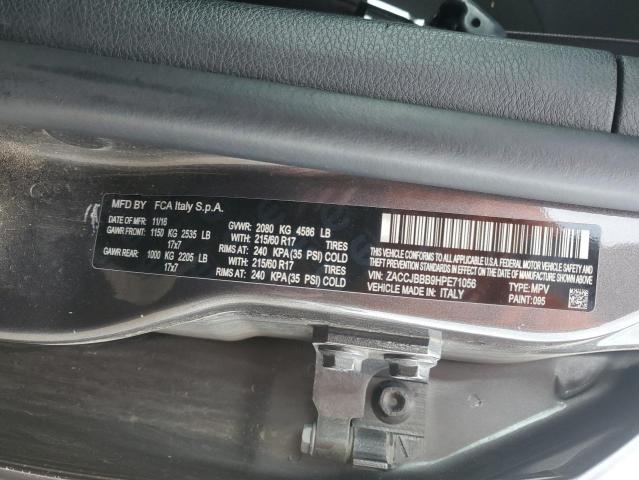 MFD BY FCA Italy S.p.A.
DATE OF MFR: 11/16 GVWR: 2080 KG 4586 LB
GAWR FRONT: 1150 KG 2535 LB WITH: 215/60 R17 TIRES
17x7 RIMS AT: 240 KPA(35 PSI) COLD
GAWR REAR: 1000 KG 2205 LB WITH: 215/60 R17 TIRES
17x7 RIMS AT: 240 KPA(35 PSI) COLD
THIS VEHICLE CONFORMS TO ALL APPLICABLE U.S.A. FEDERAL MOTOR VEHICLE SAFETY
AND THEFT PREVENTION STANDARDS IN EFFECT ON THE DATE OF MANUFACTURE SHOWN ABOVE
VIN: ZACCJBBB9HPE71056 TYPE: MPV
VEHICLE MADE IN: ITALY PAINT: 095